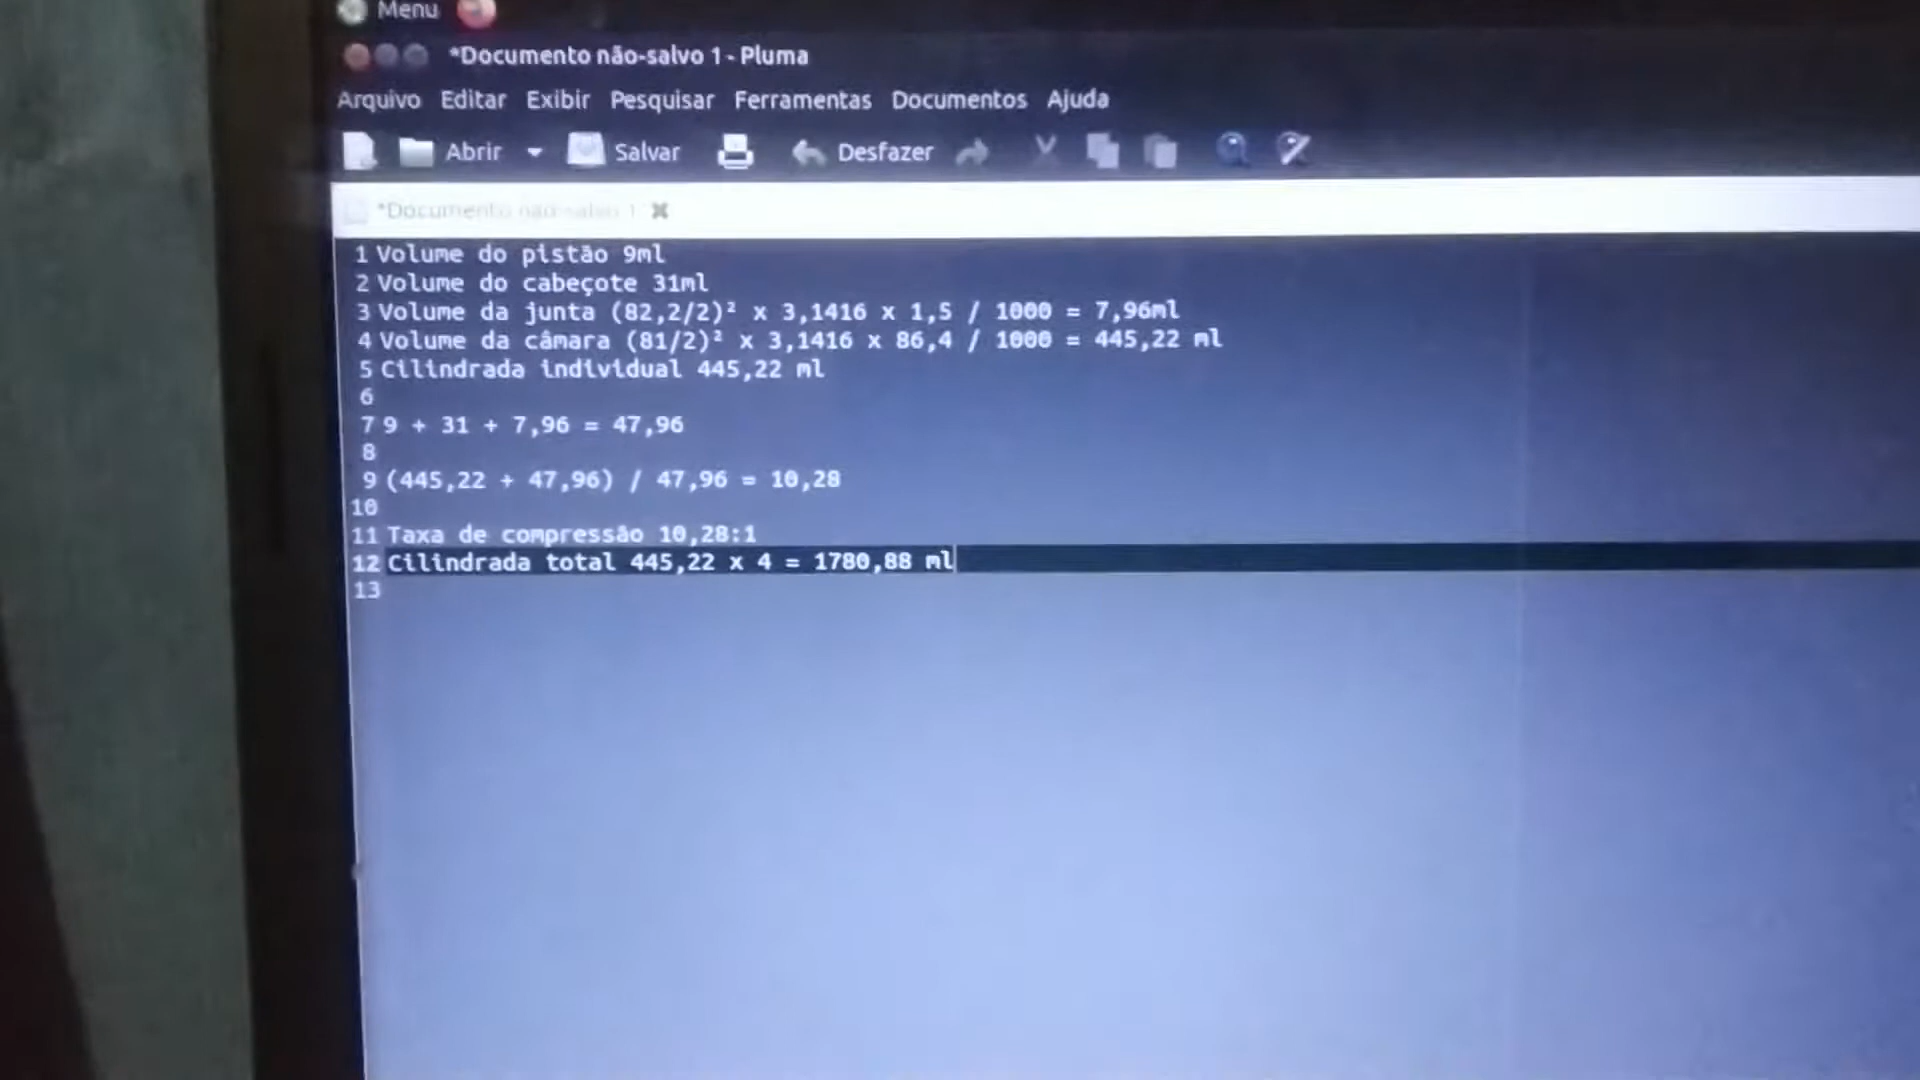 Menu
*Documento não-salvo 1 - Pluma
Arquivo Editar Exibir Pesquisar Ferramentas Documentos Ajuda
Abrir Salvar Desfazer
*Documento não-salvo 1
1 Volume do pistão 9ml
2 Volume do cabeçote 31ml
3 Volume da junta (82,2/2)² x 3,1416 x 1,5 / 1000 = 7,96ml
4 Volume da câmara (81/2)² x 3,1416 x 86,4 / 1000 = 445,22 ml
5 Cilindrada individual 445,22 ml
6
7 9 + 31 + 7,96 = 47,96
8
9 (445,22 + 47,96) / 47,96 = 10,28
10
11 Taxa de compressão 10,28:1
12 Cilindrada total 445,22 x 4 = 1780,88 ml
13